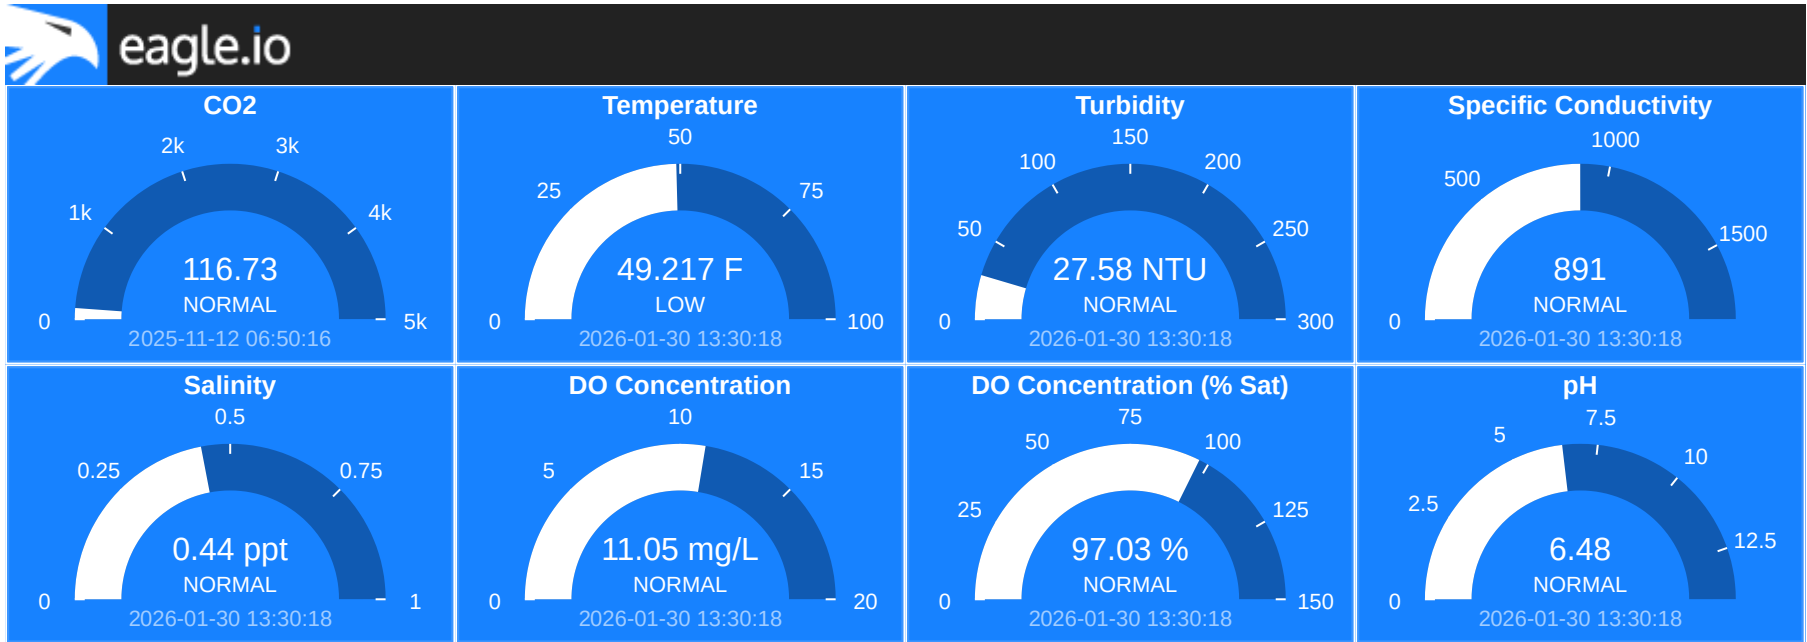 eagle.io
CO2
0
1k
2k
3k
4k
5k
116.73
NORMAL
2025-11-12 06:50:16
Temperature
0
25
50
75
100
49.217 F
LOW
2026-01-30 13:30:18
Turbidity
0
50
100
150
200
250
300
27.58 NTU
NORMAL
2026-01-30 13:30:18
Specific Conductivity
0
500
1000
1500
891
NORMAL
2026-01-30 13:30:18
Salinity
0
0.25
0.5
0.75
1
0.44 ppt
NORMAL
2026-01-30 13:30:18
DO Concentration
0
5
10
15
20
11.05 mg/L
NORMAL
2026-01-30 13:30:18
DO Concentration (% Sat)
0
25
50
75
100
125
150
97.03 %
NORMAL
2026-01-30 13:30:18
pH
0
2.5
5
7.5
10
12.5
6.48
NORMAL
2026-01-30 13:30:18